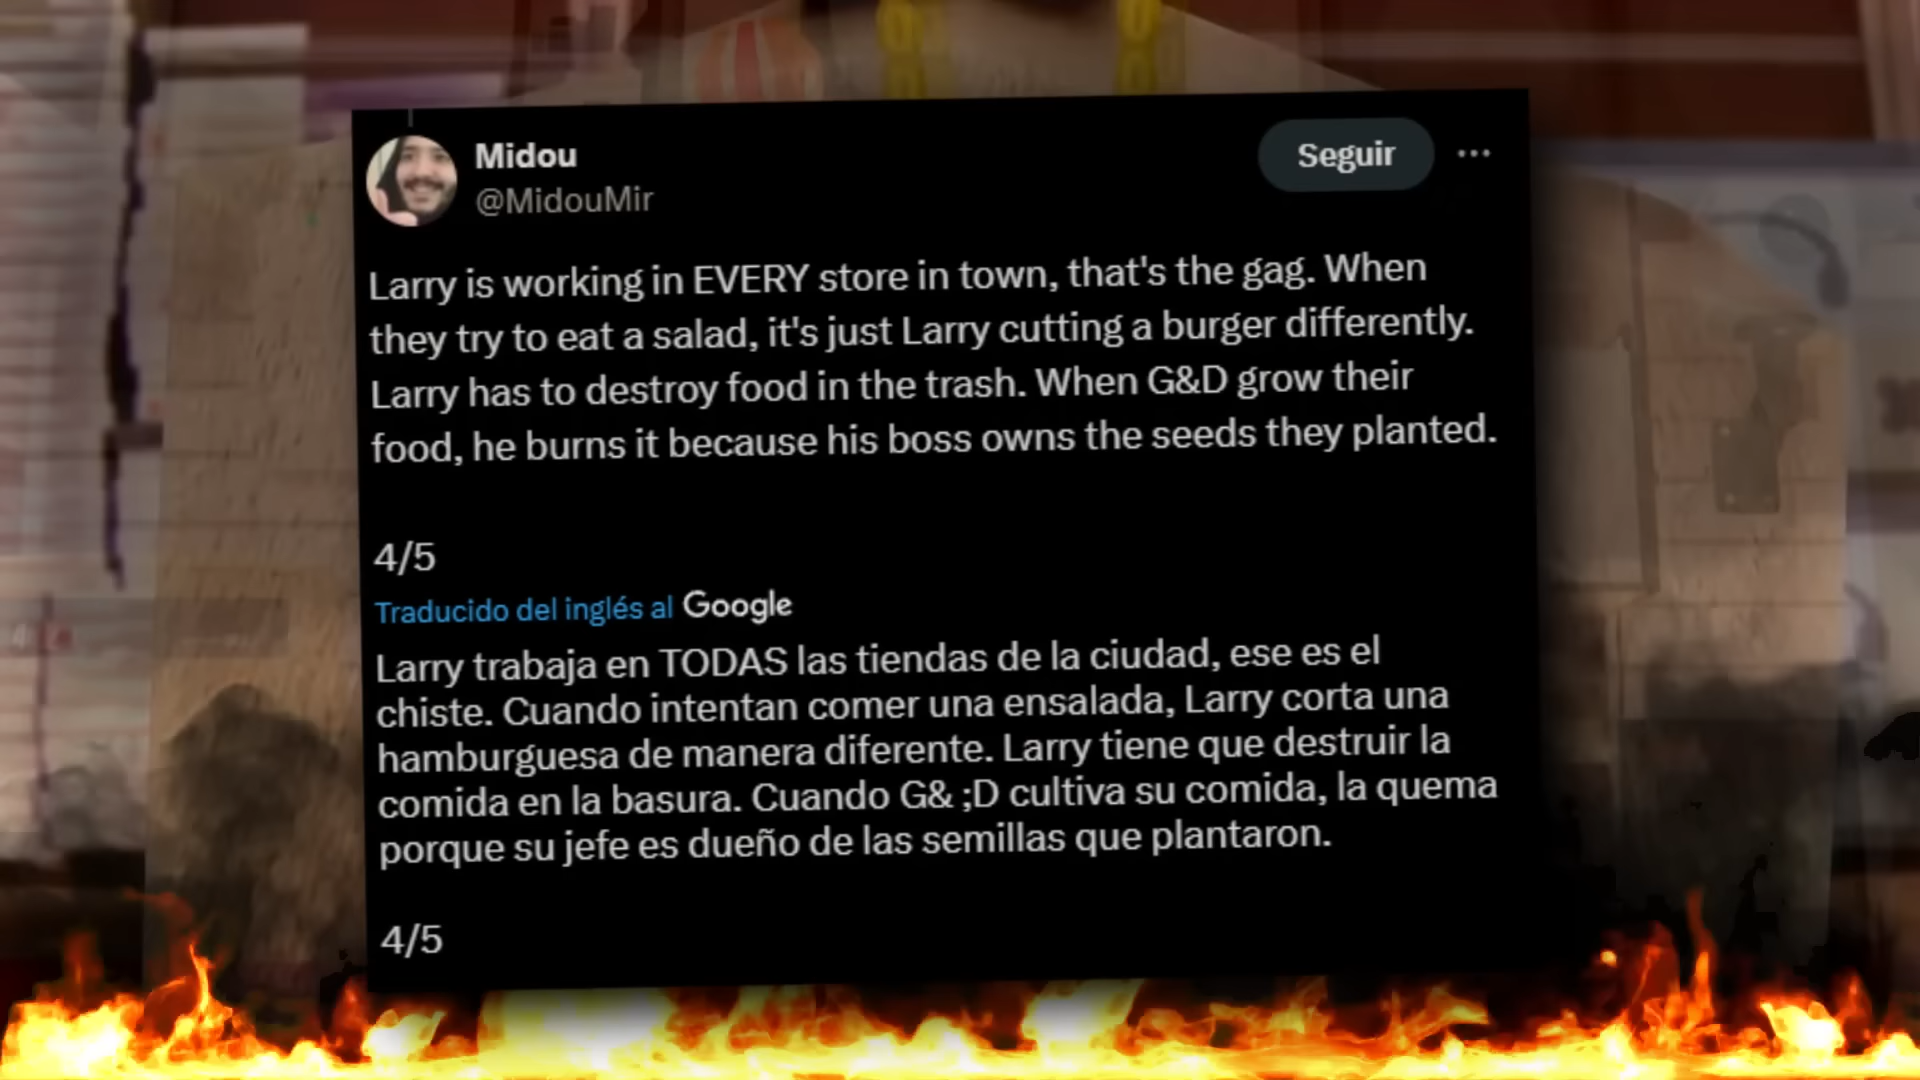 Midou
@MidouMir
Seguir
Larry is working in EVERY store in town, that's the gag. When
they try to eat a salad, it's just Larry cutting a burger differently.
Larry has to destroy food in the trash. When G&D grow their
food, he burns it because his boss owns the seeds they planted.
4/5
Traducido del inglés al Google
Larry trabaja en TODAS las tiendas de la ciudad, ese es el
chiste. Cuando intentan comer una ensalada, Larry corta una
hamburguesa de manera diferente. Larry tiene que destruir la
comida en la basura. Cuando G& ;D cultiva su comida, la quema
porque su jefe es dueño de las semillas que plantaron.
4/5